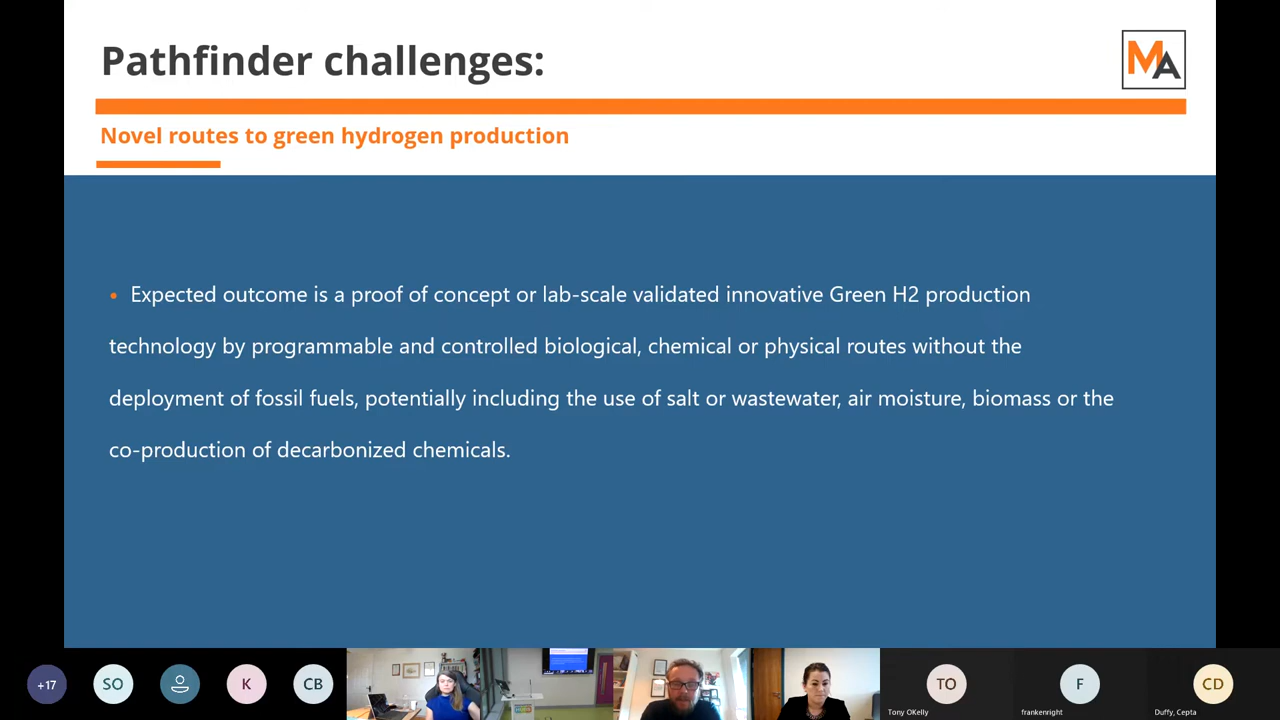 Pathfinder challenges:
MA
Novel routes to green hydrogen production
• Expected outcome is a proof of concept or lab-scale validated innovative Green H2 production
technology by programmable and controlled biological, chemical or physical routes without the
deployment of fossil fuels, potentially including the use of salt or wastewater, air moisture, biomass or the
co-production of decarbonized chemicals.
+17
SO
K
CB
TO
F
CD
Tony OKelly
frankenright
Duffy, Cepta